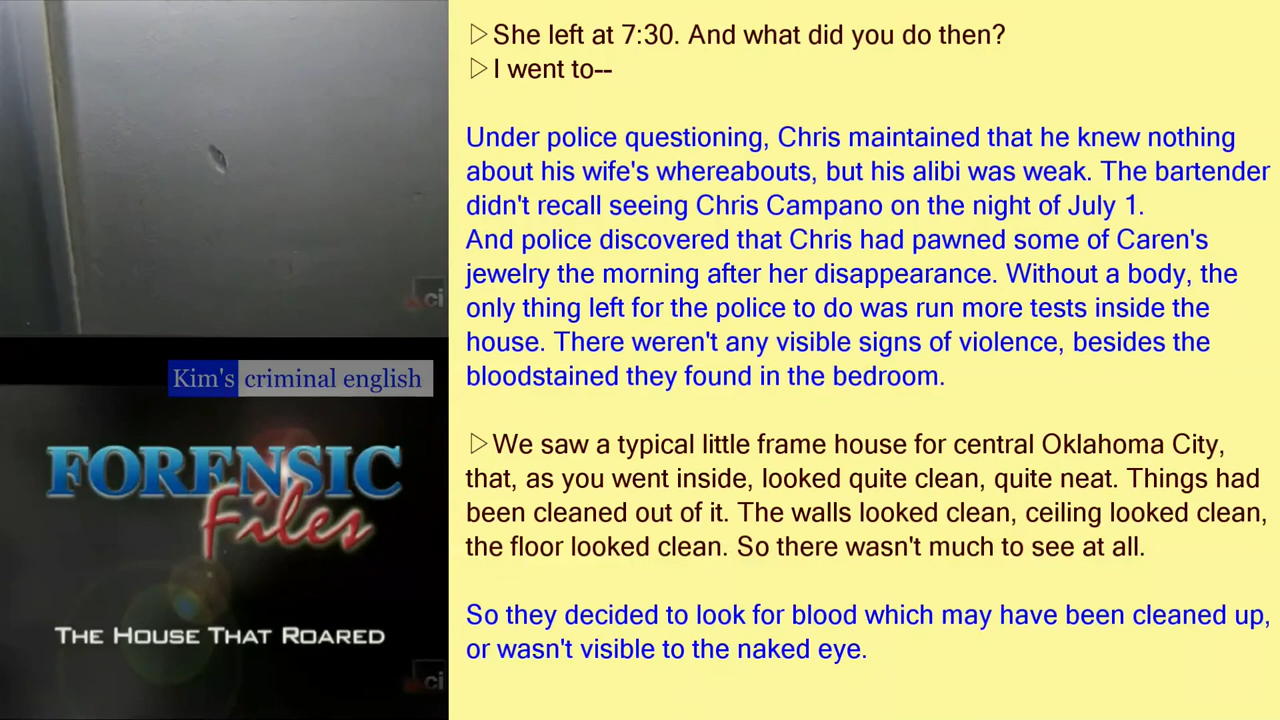 ▷She left at 7:30. And what did you do then?
▷I went to--
Under police questioning, Chris maintained that he knew nothing
about his wife's whereabouts, but his alibi was weak. The bartender
didn't recall seeing Chris Campano on the night of July 1.
And police discovered that Chris had pawned some of Caren's
jewelry the morning after her disappearance. Without a body, the
only thing left for the police to do was run more tests inside the
house. There weren't any visible signs of violence, besides the
bloodstained they found in the bedroom.
▷We saw a typical little frame house for central Oklahoma City,
that, as you went inside, looked quite clean, quite neat. Things had
been cleaned out of it. The walls looked clean, ceiling looked clean,
the floor looked clean. So there wasn't much to see at all.
So they decided to look for blood which may have been cleaned up,
or wasn't visible to the naked eye.
ci
Kim's criminal english
FORENSIC
Files
THE HOUSE THAT ROARED
ci